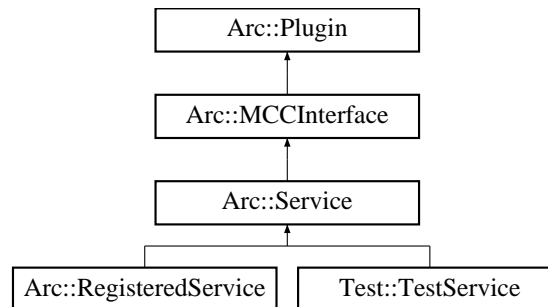 Arc::Plugin
Arc::MCCInterface
Arc::Service
Arc::RegisteredService Test::TestService